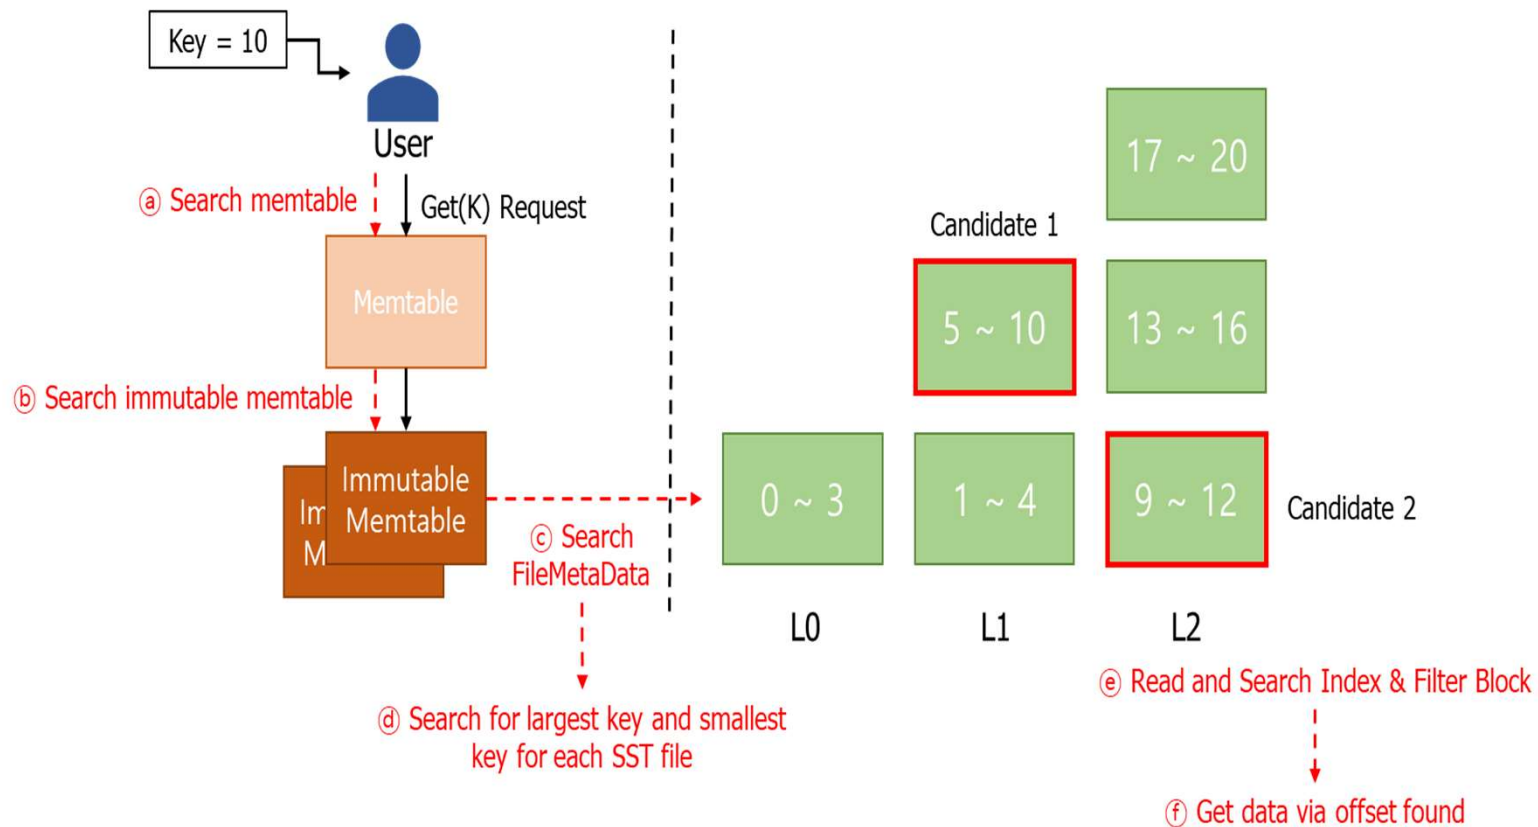 Key = 10
User
ⓐ Search memtable
Get(K) Request
Memtable
ⓑ Search immutable memtable
Immutable
Memtable
Im
M
ⓒ Search
FileMetaData
ⓓ Search for largest key and smallest
key for each SST file
17 ~ 20
Candidate 1
5 ~ 10
13 ~ 16
0 ~ 3
1 ~ 4
9 ~ 12
Candidate 2
L0
L1
L2
ⓔ Read and Search Index & Filter Block
ⓕ Get data via offset found